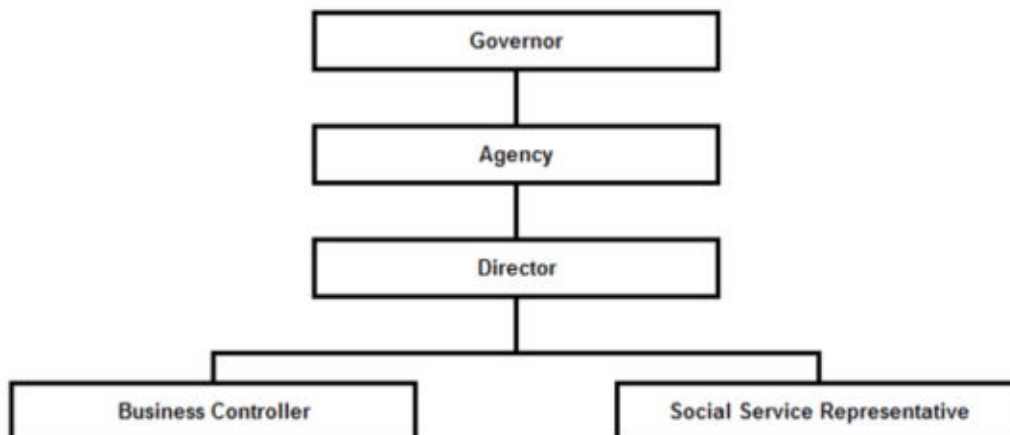 Governor
Agency
Director
Business Controller
Social Service Representative